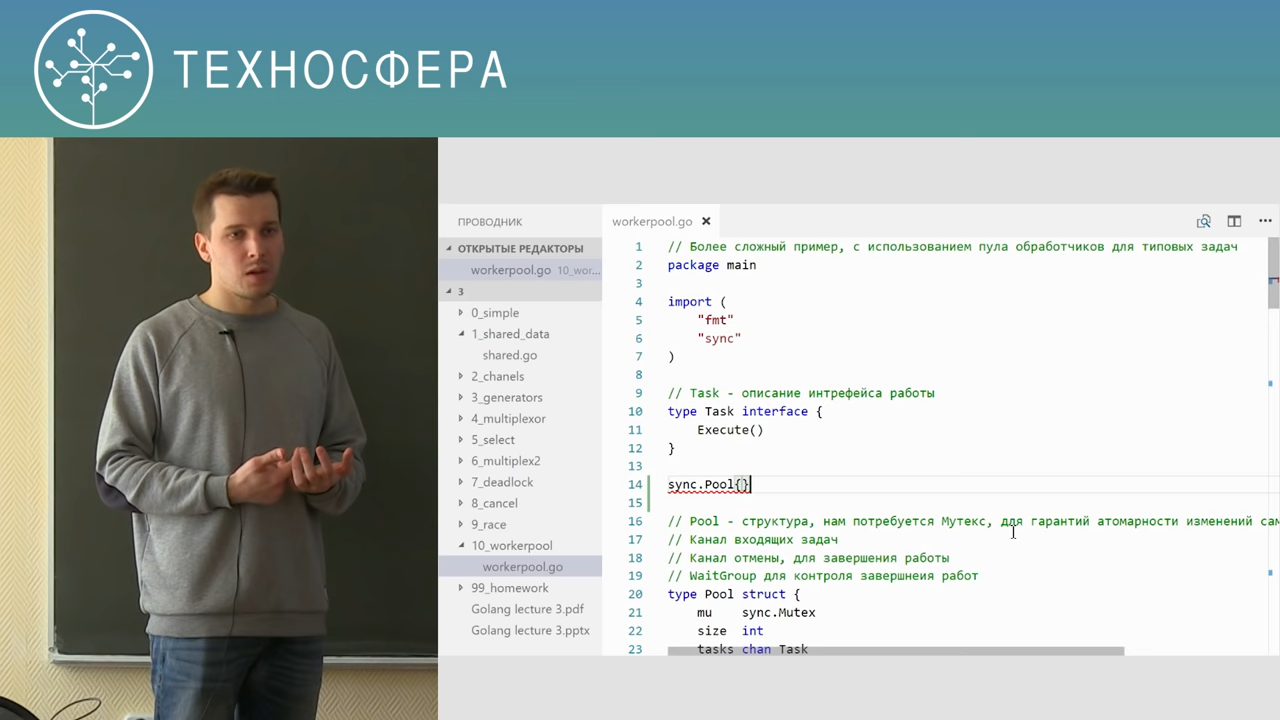 ТЕХНОСФЕРА
ПРОВОДНИК
ОТКРЫТЫЕ РЕДАКТОРЫ
workerpool.go 10_wor...
3
0_simple
1_shared_data
shared.go
2_chanels
3_generators
4_multiplexor
5_select
6_multiplex2
7_deadlock
8_cancel
9_race
10_workerpool
workerpool.go
99_homework
Golang lecture 3.pdf
Golang lecture 3.pptx
workerpool.go
1 // Более сложный пример, с использованием пула обработчиков для типовых задач
2 package main
3
4 import (
5 "fmt"
6 "sync"
7 )
8
9 // Task - описание интрефейса работы
10 type Task interface {
11 Execute()
12 }
13
14 sync.Pool{}
15
16 // Pool - структура, нам потребуется Мутекс, для гарантий атомарности изменений сам
17 // Канал входящих задач
18 // Канал отмены, для завершения работы
19 // WaitGroup для контроля завершнеия работ
20 type Pool struct {
21 mu sync.Mutex
22 size int
23 tasks chan Task